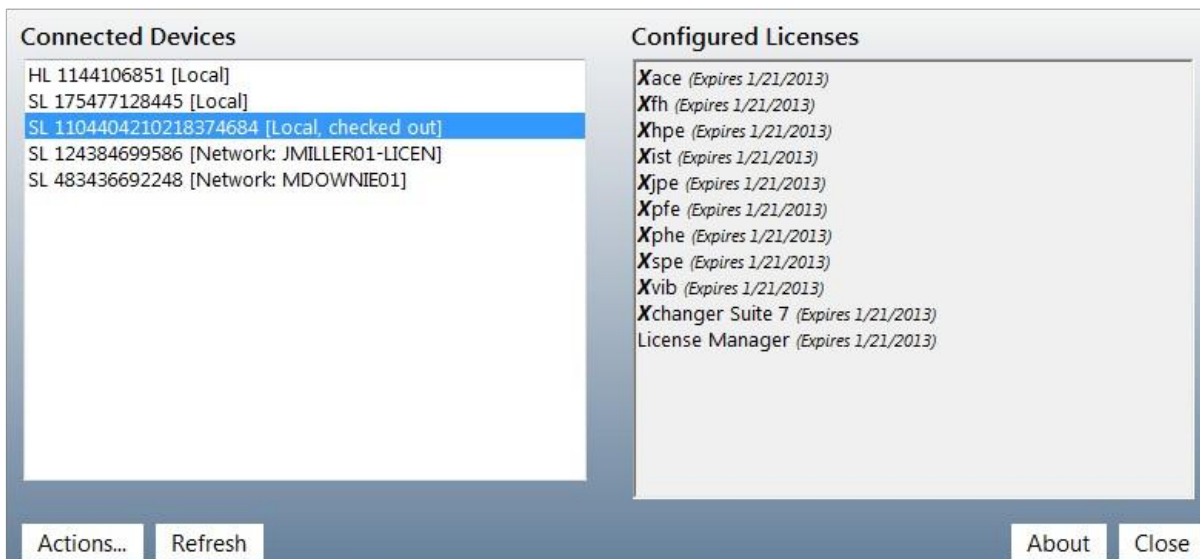 Connected Devices
HL 1144106851 [Local]
SL 175477128445 [Local]
SL 1104404210218374684 [Local, checked out]
SL 124384699586 [Network: JMILLER01-LICEN]
SL 483436692248 [Network: MDOWNIE01]
Configured Licenses
Xace (Expires 1/21/2013)
Xfh (Expires 1/21/2013)
Xhpe (Expires 1/21/2013)
Xist (Expires 1/21/2013)
Xjpe (Expires 1/21/2013)
Xpfe (Expires 1/21/2013)
Xphe (Expires 1/21/2013)
Xspe (Expires 1/21/2013)
Xvib (Expires 1/21/2013)
Xchanger Suite 7 (Expires 1/21/2013)
License Manager (Expires 1/21/2013)
Actions... Refresh About Close